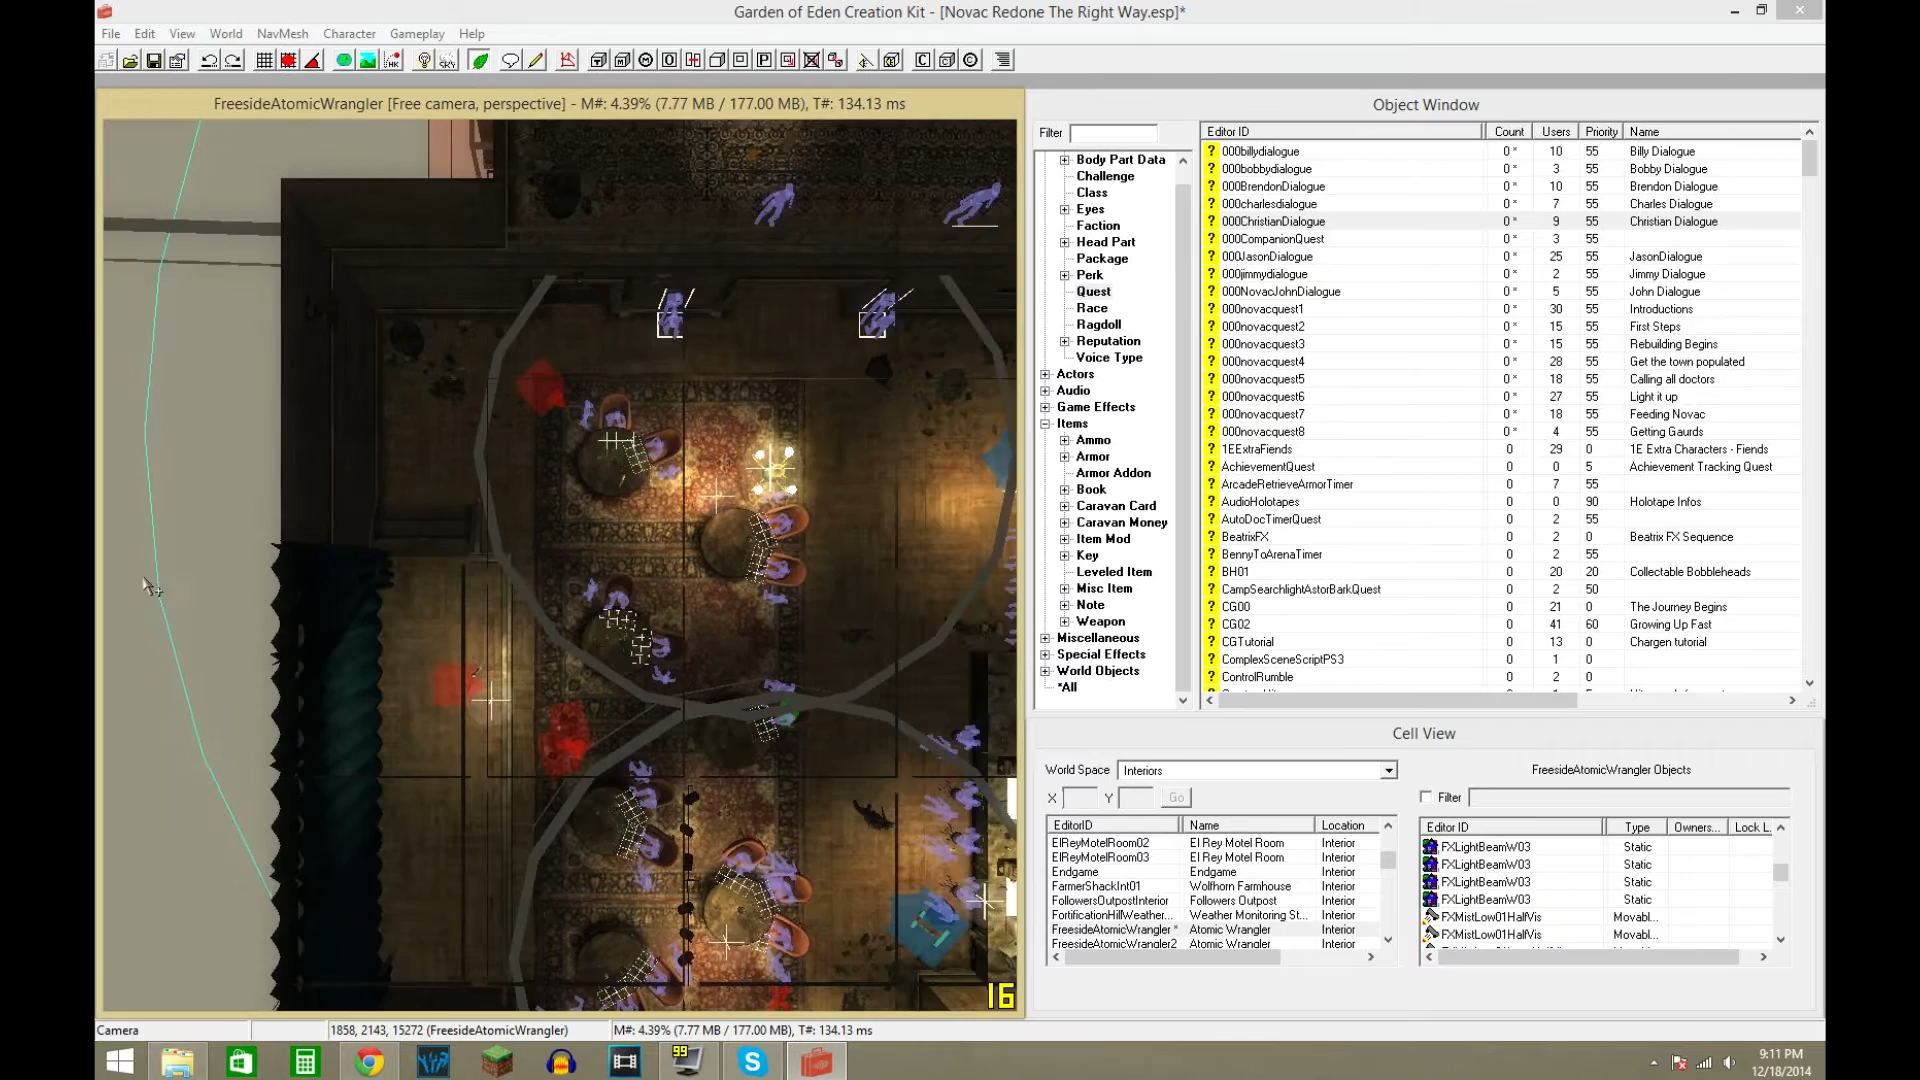 Garden of Eden Creation Kit - [Novac Redone The Right Way.esp]*
File Edit View World NavMesh Character Gameplay Help
FreesideAtomicWrangler [Free camera, perspective] - M#: 4.39% (7.77 MB / 177.00 MB), T#: 134.13 ms
16
Object Window
Filter
Body Part Data
Challenge
Class
Eyes
Faction
Head Part
Package
Perk
Quest
Race
Ragdoll
Reputation
Voice Type
Actors
Audio
Game Effects
Items
Ammo
Armor
Armor Addon
Book
Caravan Card
Caravan Money
Item Mod
Key
Leveled Item
Misc Item
Note
Weapon
Miscellaneous
Special Effects
World Objects
*All
Editor ID Count Users Priority Name
? 000billydialogue 0 * 10 55 Billy Dialogue
? 000bobbydialogue 0 * 3 55 Bobby Dialogue
? 000BrendonDialogue 0 * 10 55 Brendon Dialogue
? 000charlesdialogue 0 * 7 55 Charles Dialogue
? 000ChristianDialogue 0 * 9 55 Christian Dialogue
? 000CompanionQuest 0 * 3 55
? 000JasonDialogue 0 * 25 55 JasonDialogue
? 000jimmydialogue 0 * 2 55 Jimmy Dialogue
? 000NovacJohnDialogue 0 * 5 55 John Dialogue
? 000novacquest1 0 * 30 55 Introductions
? 000novacquest2 0 * 15 55 First Steps
? 000novacquest3 0 * 15 55 Rebuilding Begins
? 000novacquest4 0 * 28 55 Get the town populated
? 000novacquest5 0 * 18 55 Calling all doctors
? 000novacquest6 0 * 27 55 Light it up
? 000novacquest7 0 * 18 55 Feeding Novac
? 000novacquest8 0 * 4 55 Getting Gaurds
? 1EExtraFiends 0 29 0 1E Extra Characters - Fiends
? AchievementQuest 0 0 5 Achievement Tracking Quest
? ArcadeRetrieveArmorTimer 0 7 55
? AudioHolotapes 0 0 90 Holotape Infos
? AutoDocTimerQuest 0 2 55
? BeatrixFX 0 2 0 Beatrix FX Sequence
? BennyToArenaTimer 0 2 55
? BH01 0 20 20 Collectable Bobbleheads
? CampSearchlightAstorBarkQuest 0 2 50
? CG00 0 21 0 The Journey Begins
? CG02 0 41 60 Growing Up Fast
? CGTutorial 0 13 0 Chargen tutorial
? ComplexSceneScriptPS3 0 1 0
? ControlRumble 0 2 0
Cell View
World Space Interiors
X Y Go
EditorID Name Location
ElReyMotelRoom02 El Rey Motel Room Interior
ElReyMotelRoom03 El Rey Motel Room Interior
Endgame Endgame Interior
FarmerShackInt01 Wolfhorn Farmhouse Interior
FollowersOutpostInterior Followers Outpost Interior
FortificationHillWeather... Weather Monitoring St... Interior
FreesideAtomicWrangler * Atomic Wrangler Interior
FreesideAtomicWrangler2 Atomic Wrangler Interior
FreesideAtomicWrangler Objects
Filter
Editor ID Type Owners... Lock L.
FXLightBeamW03 Static
FXLightBeamW03 Static
FXLightBeamW03 Static
FXLightBeamW03 Static
FXMistLow01HalfVis Movabl...
FXMistLow01HalfVis Movabl...
Camera 1858, 2143, 15272 (FreesideAtomicWrangler) M#: 4.39% (7.77 MB / 177.00 MB), T#: 134.13 ms
99
9:11 PM
12/18/2014